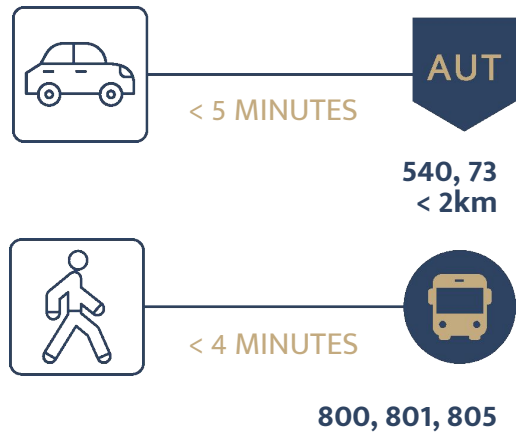 AUT
< 5 MINUTES
540, 73
< 2km
< 4 MINUTES
800, 801, 805